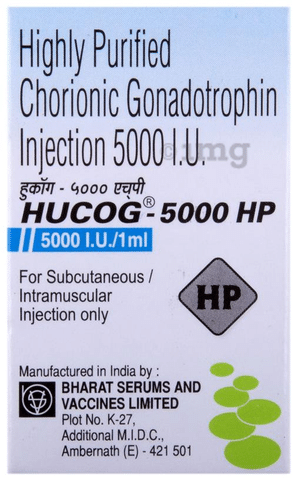 Highly Purified
Chorionic Gonadotrophin
Injection 5000 I.U.
1mg
हुकॉग - ५००० एचपी
HUCOG® - 5000 HP
5000 I.U./1ml
For Subcutaneous /
Intramuscular
Injection only
HP
Manufactured in India by :
BHARAT SERUMS AND
VACCINES LIMITED
Plot No. K-27,
Additional M.I.D.C.,
Ambernath (E) - 421 501